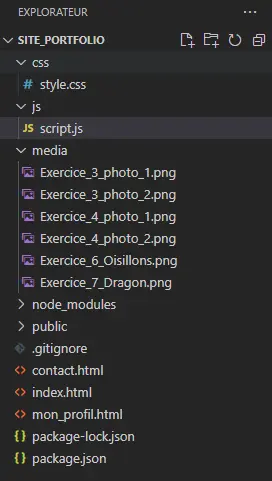 EXPLORATEUR
SITE_PORTFOLIO
css
# style.css
js
JS script.js
media
Exercice_3_photo_1.png
Exercice_3_photo_2.png
Exercice_4_photo_1.png
Exercice_4_photo_2.png
Exercice_6_Oisillons.png
Exercice_7_Dragon.png
node_modules
public
.gitignore
<> contact.html
<> index.html
<> mon_profil.html
{} package-lock.json
{} package.json